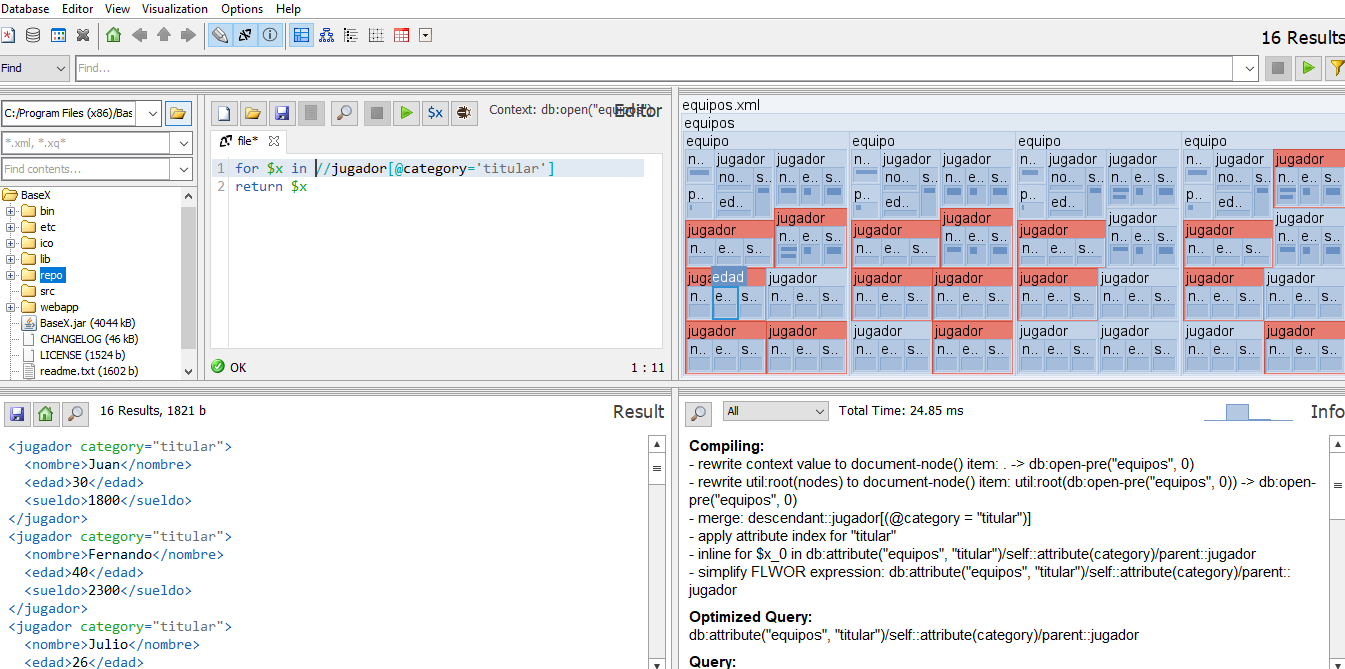 Database Editor View Visualization Options Help
16 Results
Find Find...
C:/Program Files (x86)/Bas
*.xml, *.xq*
Find contents...
BaseX
bin
etc
ico
lib
repo
src
webapp
BaseX.jar (4044 kB)
CHANGELOG (46 kB)
LICENSE (1524 b)
readme.txt (1602 b)
$x Context: db:open("equipos") Editor
file*
1 for $x in //jugador[@category='titular']
2 return $x
OK 1 : 11
equipos.xml
equipos
equipo equipo equipo equipo
n.. jugador jugador n.. jugador jugador n.. jugador jugador n.. jugador jugador
no... s.. n.. e.. s.. no... s.. n.. e.. s.. no... s.. n.. e.. s.. no... s.. n.. e.. s..
p.. ed... p.. ed... p.. ed... p.. ed...
jugador jugador jugador jugador
jugador n.. e.. s.. jugador n.. e.. s.. jugador n.. e.. s.. jugador n.. e.. s..
n.. e.. s.. n.. e.. s.. n.. e.. s.. n.. e.. s..
jug edad jugador jugador jugador jugador jugador jugador jugador
n.. e.. s.. n.. e.. s.. n.. e.. s.. n.. e.. s.. n.. e.. s.. n.. e.. s.. n.. e.. s.. n.. e.. s..
jugador jugador jugador jugador jugador jugador jugador jugador
n.. e.. s.. n.. e.. s.. n.. e.. s.. n.. e.. s.. n.. e.. s.. n.. e.. s.. n.. e.. s.. n.. e.. s..
16 Results, 1821 b Result
<jugador category="titular">
<nombre>Juan</nombre>
<edad>30</edad>
<sueldo>1800</sueldo>
</jugador>
<jugador category="titular">
<nombre>Fernando</nombre>
<edad>40</edad>
<sueldo>2300</sueldo>
</jugador>
<jugador category="titular">
<nombre>Julio</nombre>
<edad>26</edad>
All Total Time: 24.85 ms Info
Compiling:
- rewrite context value to document-node() item: . -> db:open-pre("equipos", 0)
- rewrite util:root(nodes) to document-node() item: util:root(db:open-pre("equipos", 0)) -> db:open-
pre("equipos", 0)
- merge: descendant::jugador[(@category = "titular")]
- apply attribute index for "titular"
- inline for $x_0 in db:attribute("equipos", "titular")/self::attribute(category)/parent::jugador
- simplify FLWOR expression: db:attribute("equipos", "titular")/self::attribute(category)/parent::
jugador
Optimized Query:
db:attribute("equipos", "titular")/self::attribute(category)/parent::jugador
Query: